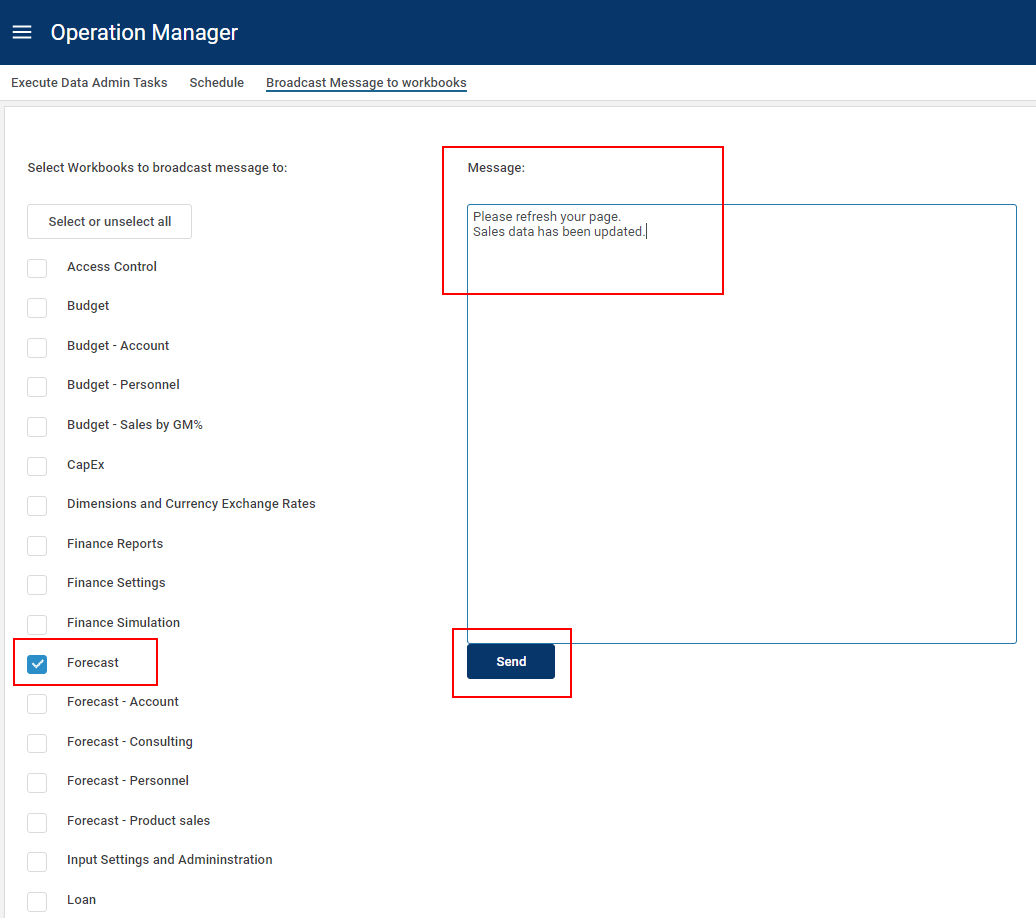 Operation Manager
Execute Data Admin Tasks
Schedule
Broadcast Message to workbooks
Select Workbooks to broadcast message to:
Select or unselect all
Access Control
Budget
Budget - Account
Budget - Personnel
Budget - Sales by GM%
CapEx
Dimensions and Currency Exchange Rates
Finance Reports
Finance Settings
Finance Simulation
Forecast
Forecast - Account
Forecast - Consulting
Forecast - Personnel
Forecast - Product sales
Input Settings and Admininstration
Loan
Message:
Please refresh your page.
Sales data has been updated.
Send